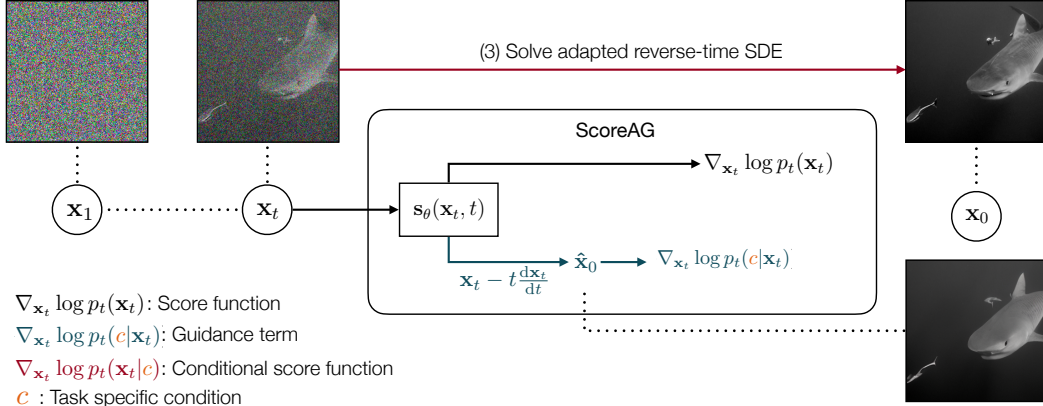 (3) Solve adapted reverse-time SDE
ScoreAG
∇_{𝐱_t} log p_t(𝐱_t)
𝐱_1
𝐱_t
𝐬_θ(𝐱_t, t)
𝐱_0
𝐱_t − t d𝐱_t/dt
𝐱̂_0
∇_{𝐱_t} log p_t(c|𝐱_t)
∇_{𝐱_t} log p_t(𝐱_t): Score function
∇_{𝐱_t} log p_t(c|𝐱_t): Guidance term
∇_{𝐱_t} log p_t(𝐱_t|c): Conditional score function
c : Task specific condition